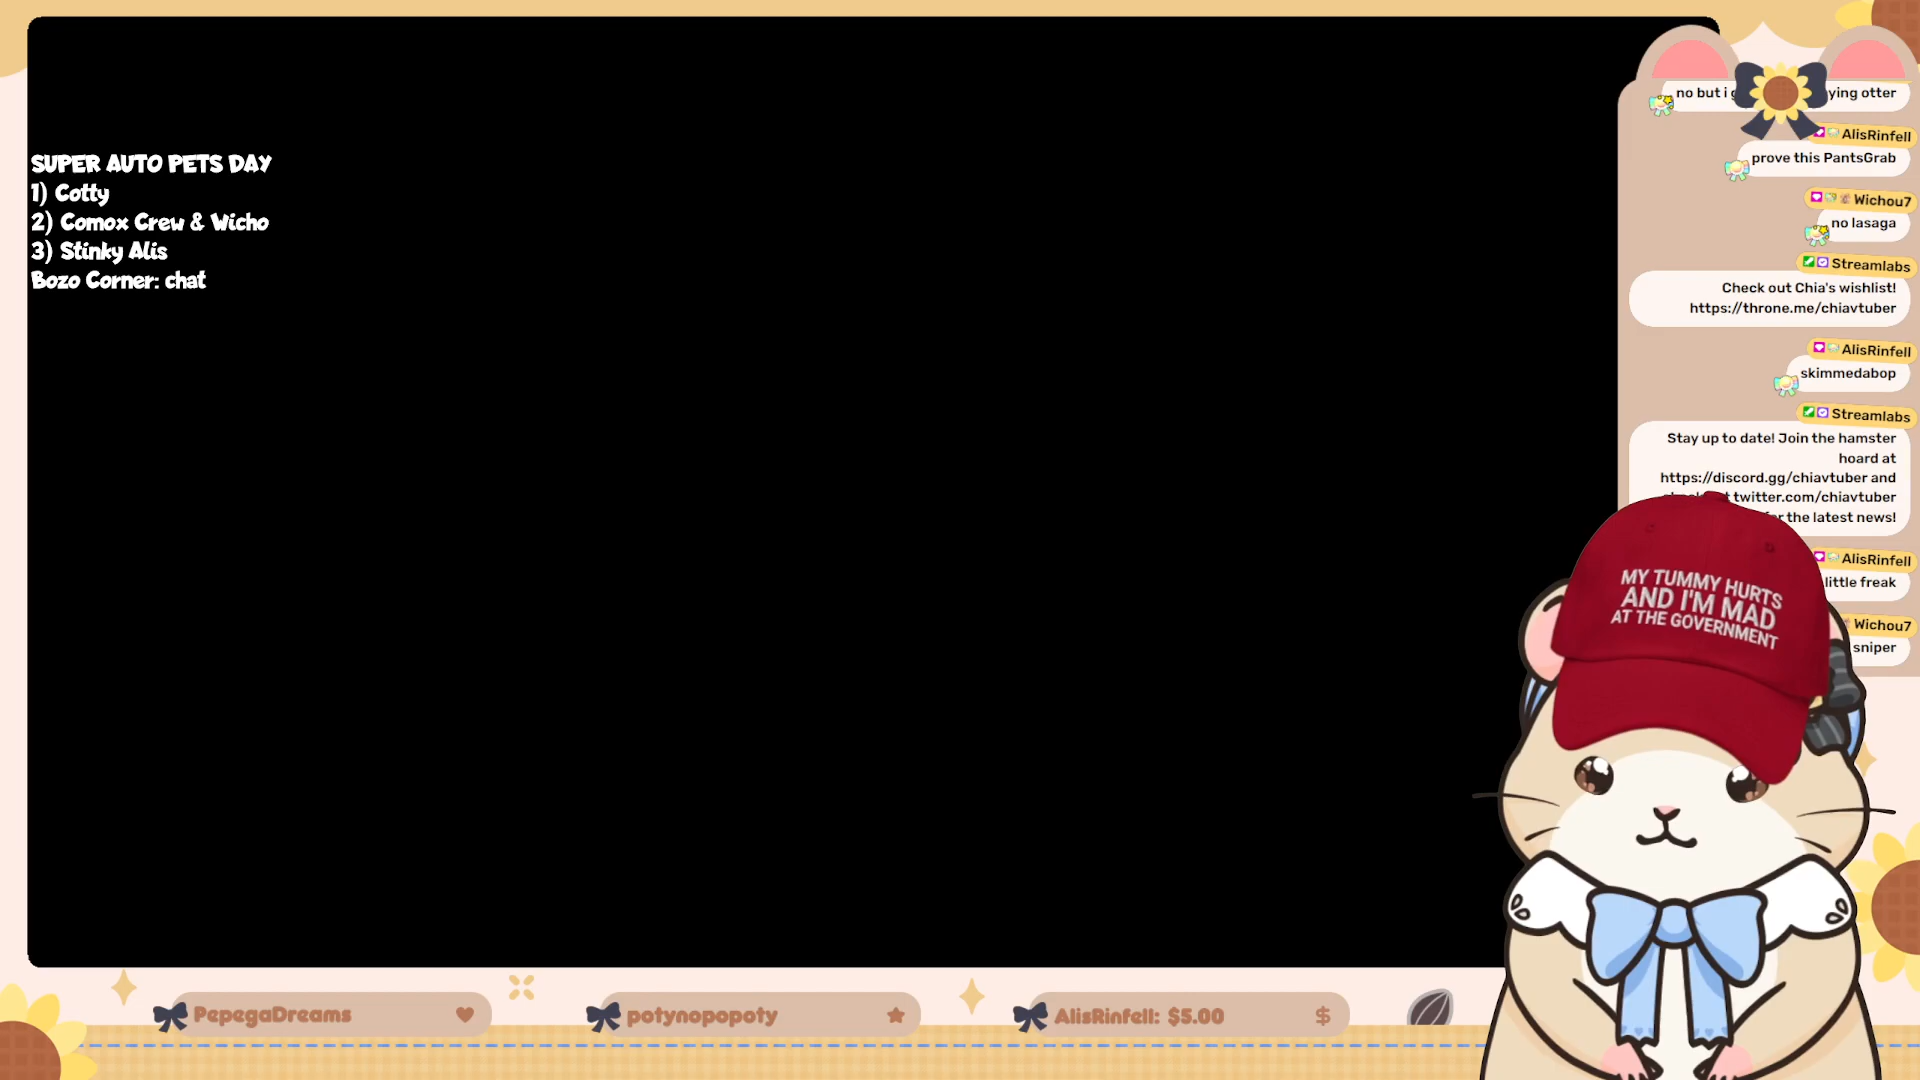 SUPER AUTO PETS DAY
1) Cotty
2) Comox Crew & Wicho
3) Stinky Alis
Bozo Corner: chat
no but i
ying otter
AlisRinfell
prove this PantsGrab
Wichou7
no lasaga
Streamlabs
Check out Chia's wishlist!
https://throne.me/chiavtuber
AlisRinfell
skimmedabop
Streamlabs
Stay up to date! Join the hamster
hoard at
https://discord.gg/chiavtuber and
twitter.com/chiavtuber
for the latest news!
AlisRinfell
little freak
Wichou7
sniper
MY TUMMY HURTS
AND I'M MAD
AT THE GOVERNMENT
PepegaDreams
potynopopoty
AlisRinfell: $5.00
$